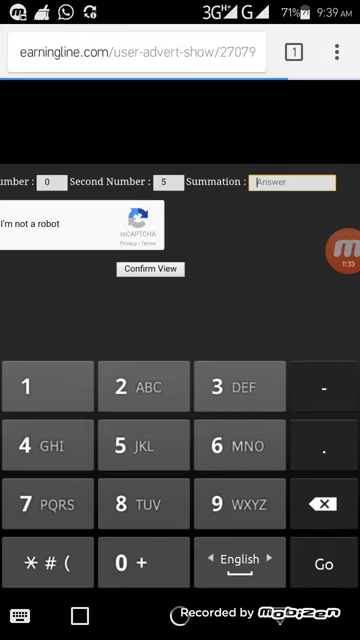 3G H+ G 71% 9:39 AM
earningline.com/user-advert-show/27079 1
umber : 0 Second Number : 5 Summation : Answer
I'm not a robot
reCAPTCHA
Privacy - Terms
11:33
Confirm View
1 2 ABC 3 DEF -
4 GHI 5 JKL 6 MNO .
7 PQRS 8 TUV 9 WXYZ
* # ( 0 + English Go
Recorded by mobizen